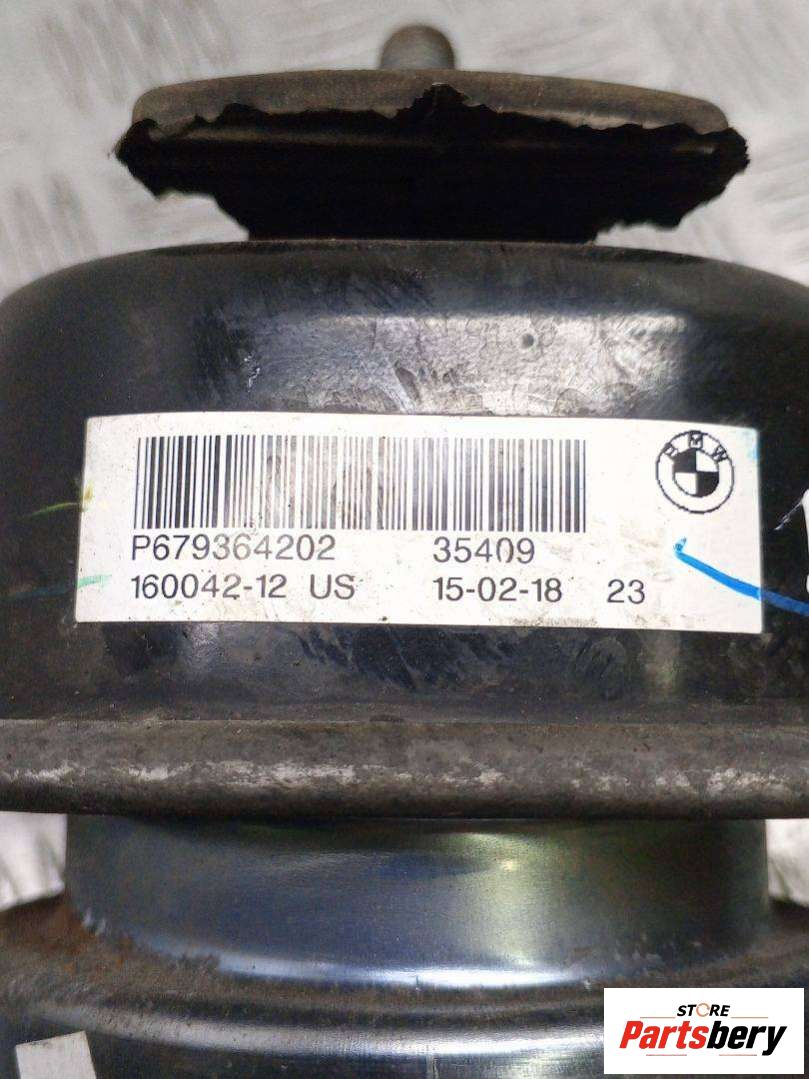 BMW
P679364202 35409
160042-12 US 15-02-18 23
STORE
Partsbery